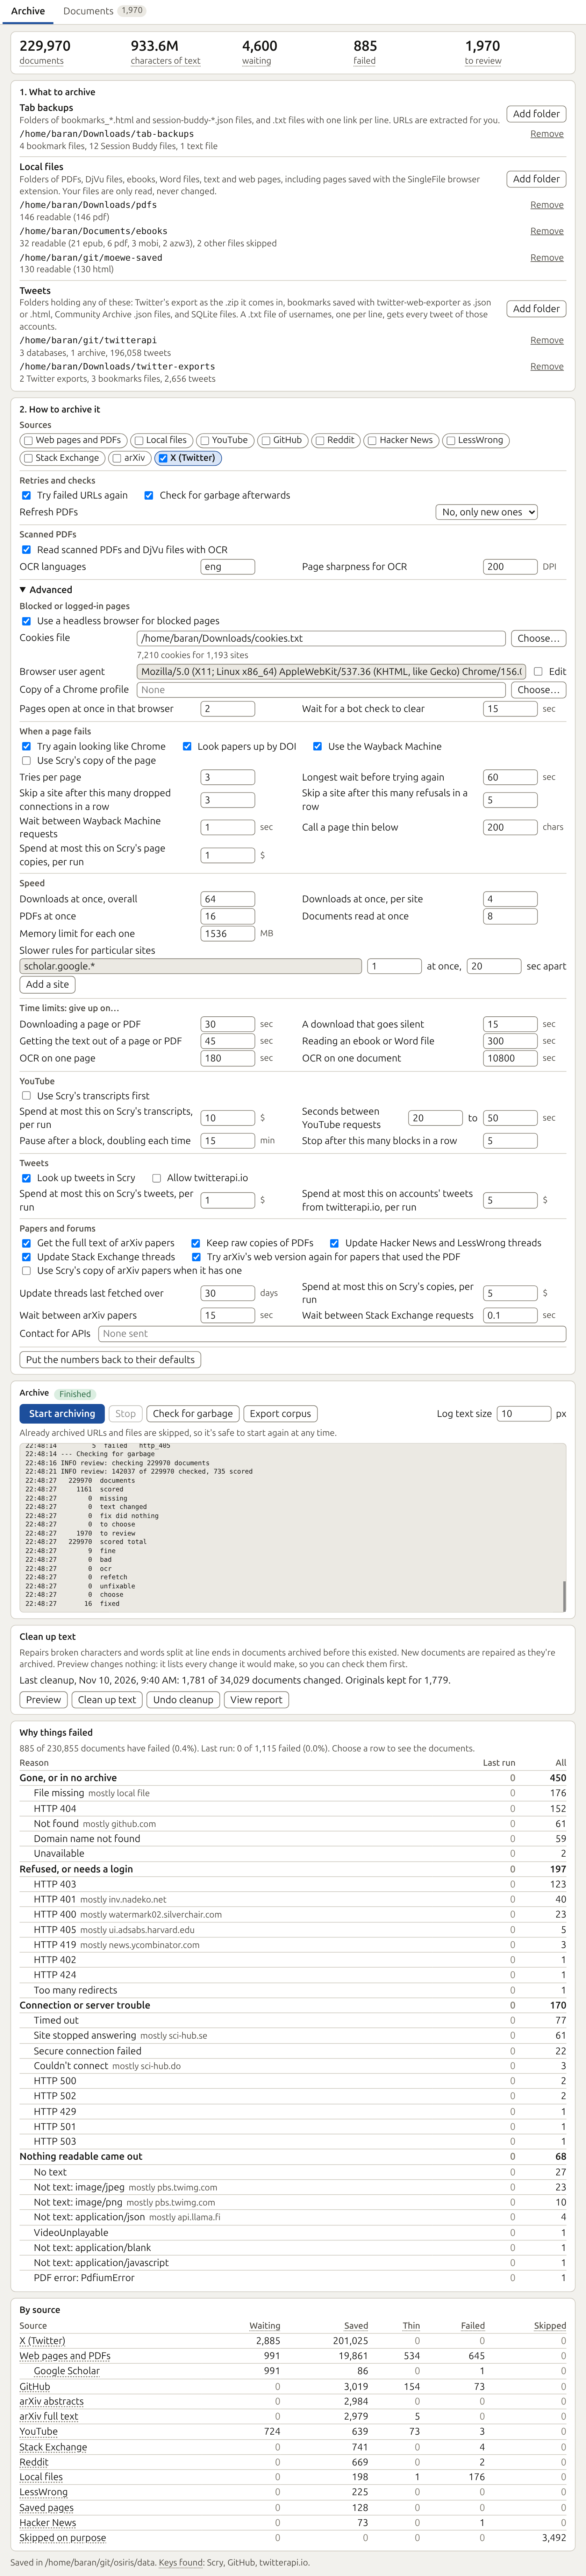 Archive Documents 1,970
229,970 933.6M 4,600 885 1,970
documents characters of text waiting failed to review
1. What to archive
Tab backups
Folders of bookmarks_*.html and session-buddy-*.json files, and .txt files with one link per line. URLs are extracted for you.
Add folder
/home/baran/Downloads/tab-backups Remove
4 bookmark files, 12 Session Buddy files, 1 text file
Local files
Folders of PDFs, DjVu files, ebooks, Word files, text and web pages, including pages saved with the SingleFile browser
extension. Your files are only read, never changed.
Add folder
/home/baran/Downloads/pdfs Remove
146 readable (146 pdf)
/home/baran/Documents/ebooks Remove
32 readable (21 epub, 6 pdf, 3 mobi, 2 azw3), 2 other files skipped
/home/baran/git/moewe-saved Remove
130 readable (130 html)
Tweets
Folders holding any of these: Twitter's export as the .zip it comes in, bookmarks saved with twitter-web-exporter as .json
or .html, Community Archive .json files, and SQLite files. A .txt file of usernames, one per line, gets every tweet of those
accounts.
Add folder
/home/baran/git/twitterapi Remove
3 databases, 1 archive, 196,058 tweets
/home/baran/Downloads/twitter-exports Remove
2 Twitter exports, 3 bookmarks files, 2,656 tweets
2. How to archive it
Sources
Web pages and PDFs Local files YouTube GitHub Reddit Hacker News LessWrong
Stack Exchange arXiv X (Twitter)
Retries and checks
Try failed URLs again Check for garbage afterwards
Refresh PDFs No, only new ones
Scanned PDFs
Read scanned PDFs and DjVu files with OCR
OCR languages eng Page sharpness for OCR 200 DPI
Advanced
Blocked or logged-in pages
Use a headless browser for blocked pages
Cookies file /home/baran/Downloads/cookies.txt Choose...
7,210 cookies for 1,193 sites
Browser user agent Mozilla/5.0 (X11; Linux x86_64) AppleWebKit/537.36 (KHTML, like Gecko) Chrome/156.( Edit
Copy of a Chrome profile None Choose...
Pages open at once in that browser 2 Wait for a bot check to clear 15 sec
When a page fails
Try again looking like Chrome Look papers up by DOI Use the Wayback Machine
Use Scry's copy of the page
Tries per page 3 Longest wait before trying again 60 sec
Skip a site after this many dropped connections in a row 3 Skip a site after this many refusals in a row 5
Wait between Wayback Machine requests 1 sec Call a page thin below 200 chars
Spend at most this on Scry's page copies, per run 1 $
Speed
Downloads at once, overall 64 Downloads at once, per site 4
PDFs at once 16 Documents read at once 8
Memory limit for each one 1536 MB
Slower rules for particular sites
scholar.google.* 1 at once, 20 sec apart
Add a site
Time limits: give up on...
Downloading a page or PDF 30 sec A download that goes silent 15 sec
Getting the text out of a page or PDF 45 sec Reading an ebook or Word file 300 sec
OCR on one page 180 sec OCR on one document 10800 sec
YouTube
Use Scry's transcripts first
Spend at most this on Scry's transcripts, per run 10 $ Seconds between YouTube requests 20 to 50 sec
Pause after a block, doubling each time 15 min Stop after this many blocks in a row 5
Tweets
Look up tweets in Scry Allow twitterapi.io
Spend at most this on Scry's tweets, per run 1 $ Spend at most this on accounts' tweets from twitterapi.io, per run 5 $
Papers and forums
Get the full text of arXiv papers Keep raw copies of PDFs Update Hacker News and LessWrong threads
Update Stack Exchange threads Try arXiv's web version again for papers that used the PDF
Use Scry's copy of arXiv papers when it has one
Update threads last fetched over 30 days Spend at most this on Scry's copies, per run 5 $
Wait between arXiv papers 15 sec Wait between Stack Exchange requests 0.1 sec
Contact for APIs None sent
Put the numbers back to their defaults
Archive Finished
Start archiving Stop Check for garbage Export corpus Log text size 10 px
Already archived URLs and files are skipped, so it's safe to start again at any time.
22:48:14 5 failed http_405
22:48:14 --- Checking for garbage
22:48:16 INFO review: checking 229970 documents
22:48:21 INFO review: 142037 of 229970 checked, 735 scored
22:48:27 229970 documents
22:48:27 1161 scored
22:48:27 0 missing
22:48:27 0 text changed
22:48:27 0 fix did nothing
22:48:27 0 to choose
22:48:27 1970 to review
22:48:27 229970 scored total
22:48:27 9 fine
22:48:27 0 bad
22:48:27 0 ocr
22:48:27 0 refetch
22:48:27 0 unfixable
22:48:27 0 choose
22:48:27 16 fixed
Clean up text
Repairs broken characters and words split at line ends in documents archived before this existed. New documents are repaired as they're
archived. Preview changes nothing: it lists every change it would make, so you can check them first.
Last cleanup, Nov 10, 2026, 9:40 AM: 1,781 of 34,029 documents changed. Originals kept for 1,779.
Preview Clean up text Undo cleanup View report
Why things failed
885 of 230,855 documents have failed (0.4%). Last run: 0 of 1,115 failed (0.0%). Choose a row to see the documents.
Reason Last run All
Gone, or in no archive 0 450
File missing mostly local file 0 176
HTTP 404 0 152
Not found mostly github.com 0 61
Domain name not found 0 59
Unavailable 0 2
Refused, or needs a login 0 197
HTTP 403 0 123
HTTP 401 mostly inv.nadeko.net 0 40
HTTP 400 mostly watermark02.silverchair.com 0 23
HTTP 405 mostly ui.adsabs.harvard.edu 0 5
HTTP 419 mostly news.ycombinator.com 0 3
HTTP 402 0 1
HTTP 424 0 1
Too many redirects 0 1
Connection or server trouble 0 170
Timed out 0 77
Site stopped answering mostly sci-hub.se 0 61
Secure connection failed 0 22
Couldn't connect mostly sci-hub.do 0 3
HTTP 500 0 2
HTTP 502 0 2
HTTP 429 0 1
HTTP 501 0 1
HTTP 503 0 1
Nothing readable came out 0 68
No text 0 27
Not text: image/jpeg mostly pbs.twimg.com 0 23
Not text: image/png mostly pbs.twimg.com 0 10
Not text: application/json mostly api.llama.fi 0 4
VideoUnplayable 0 1
Not text: application/blank 0 1
Not text: application/javascript 0 1
PDF error: PdfiumError 0 1
By source
Source Waiting Saved Thin Failed Skipped
X (Twitter) 2,885 201,025 0 0 0
Web pages and PDFs 991 19,861 534 645 0
Google Scholar 991 86 0 1 0
GitHub 0 3,019 154 73 0
arXiv abstracts 0 2,984 0 0 0
arXiv full text 0 2,979 5 0 0
YouTube 724 639 73 3 0
Stack Exchange 0 741 0 4 0
Reddit 0 669 0 2 0
Local files 0 198 1 176 0
LessWrong 0 225 0 0 0
Saved pages 0 128 0 0 0
Hacker News 0 73 0 1 0
Skipped on purpose 0 0 0 0 3,492
Saved in /home/baran/git/osiris/data. Keys found: Scry, GitHub, twitterapi.io.